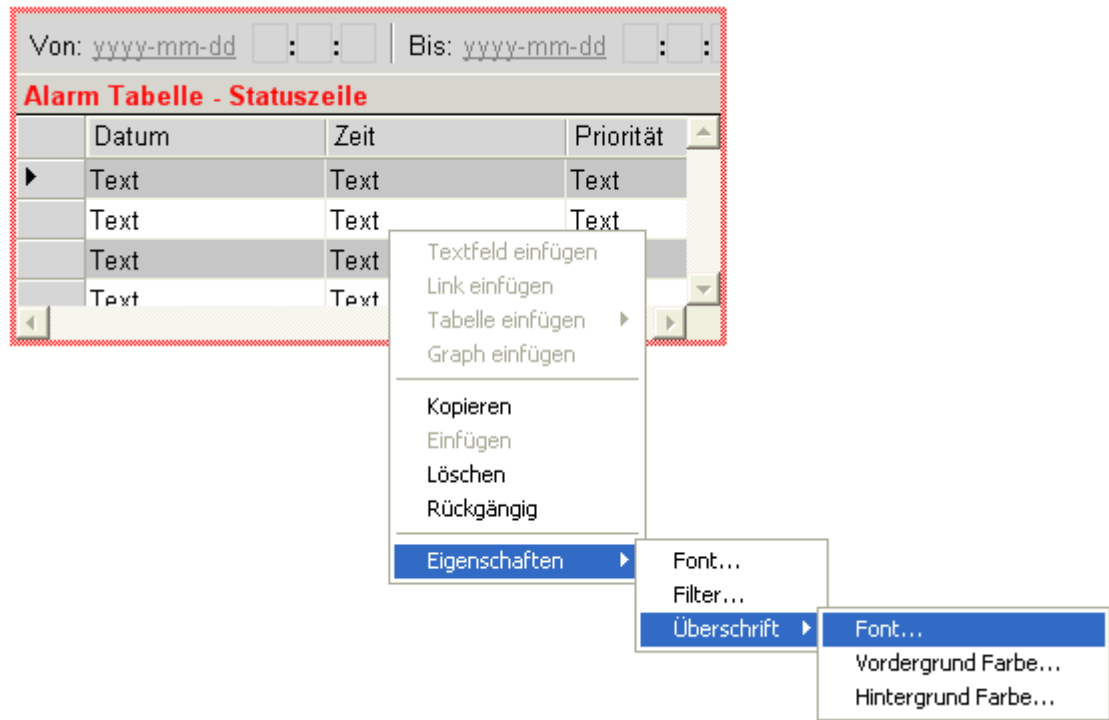 Von: yyyy-mm-dd : : Bis: yyyy-mm-dd : :
Alarm Tabelle - Statuszeile
Datum Zeit Priorität
Text Text Text
Text Text Text
Text Text
Text Text
Textfeld einfügen
Link einfügen
Tabelle einfügen
Graph einfügen
Kopieren
Einfügen
Löschen
Rückgängig
Eigenschaften
Font...
Filter...
Überschrift
Font...
Vordergrund Farbe...
Hintergrund Farbe...